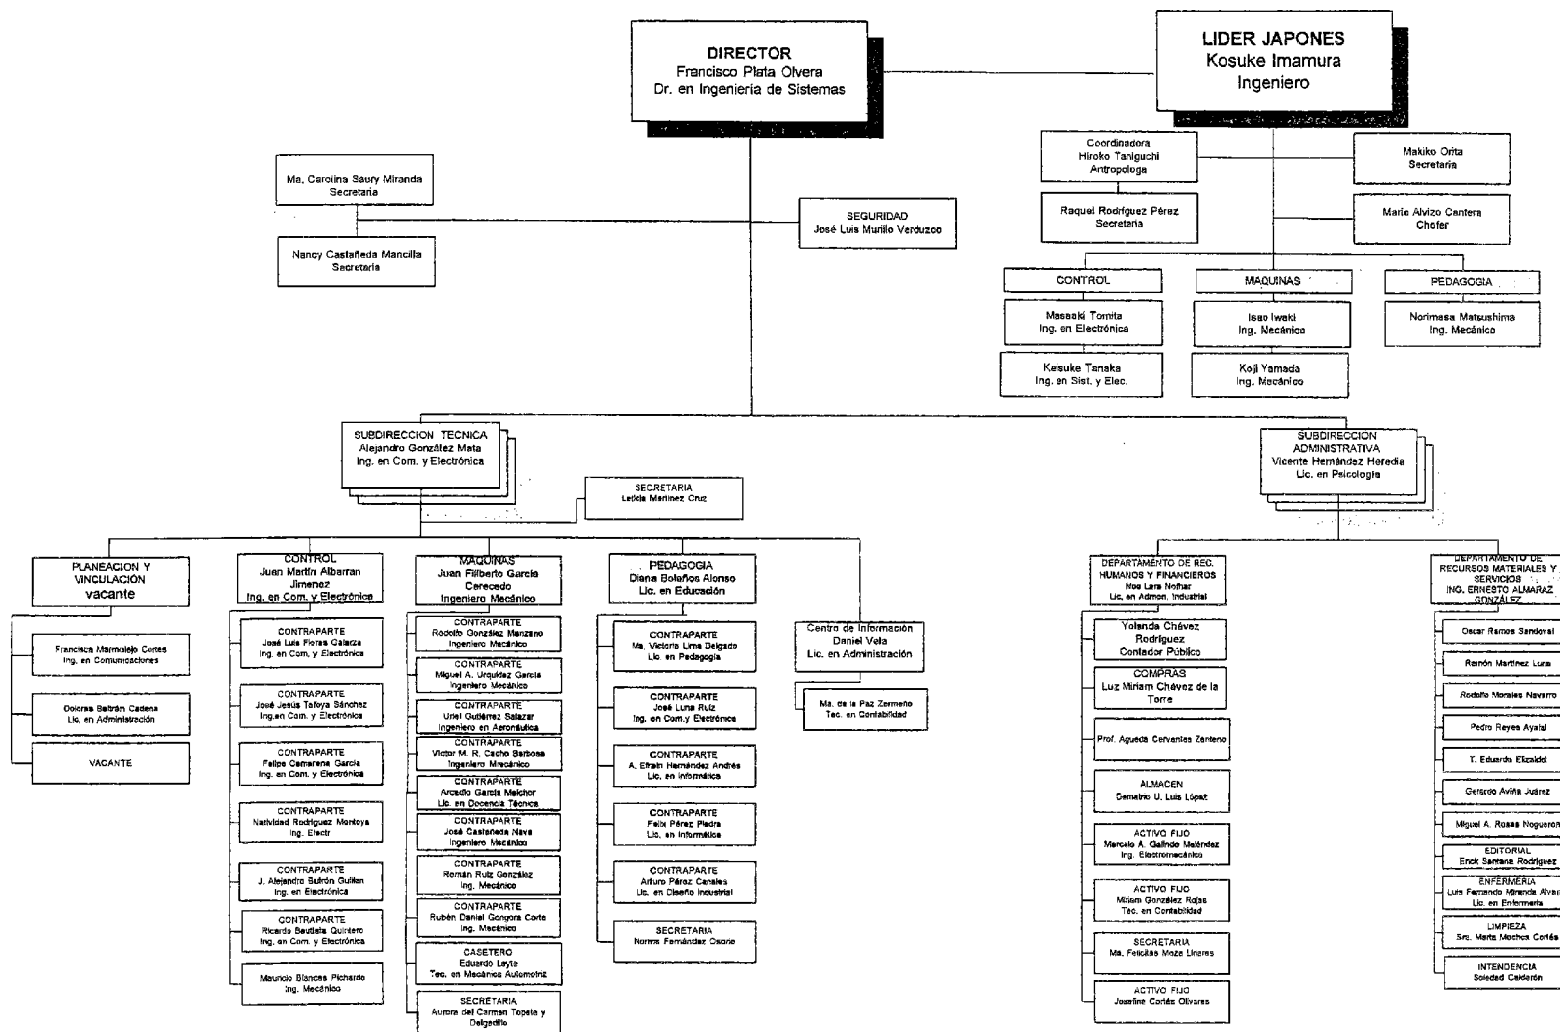 DIRECTOR
Francisco Plata Olvera
Dr. en Ingeniería de Sistemas
LIDER JAPONES
Kosuke Imamura
Ingeniero
Coordinadora
Hiroko Taniguchi
Antropologa
Makiko Orita
Secretaria
Raquel Rodríguez Pérez
Secretaria
Mario Alvizo Cantera
Chofer
Ma. Carolina Saury Miranda
Secretaria
SEGURIDAD
José Luis Murillo Verduzco
Nancy Castañeda Mancilla
Secretaria
CONTROL
Masaaki Tomita
Ing. en Electrónica
Keisuke Tanaka
Ing. en Sist. y Elec.
MAQUINAS
Isao Iwaki
Ing. Mecánico
Koji Yamada
Ing. Mecánico
PEDAGOGIA
Norimasa Matsushima
Ing. Mecánico
SUBDIRECCION TECNICA
Alejandro González Mata
Ing. en Com. y Electrónica
SUBDIRECCION
ADMINISTRATIVA
Vicente Hernández Heredia
Lic. en Psicología
SECRETARIA
Leticia Martínez Cruz
PLANEACION Y
VINCULACIÓN
vacante
Francisca Marmolejo Cortes
Ing. en Comunicaciones
Dolores Beltrán Cadena
Lic. en Administración
VACANTE
CONTROL
Juan Martín Albarran
Jimenez
Ing. en Com. y Electrónica
CONTRAPARTE
José Luis Flores Galarza
Ing. en Com. y Electrónica
CONTRAPARTE
José Jesús Tafoya Sánchez
Ing.en Com. y Electrónica
CONTRAPARTE
Felipe Camarena García
Ing. en Com. y Electrónica
CONTRAPARTE
Natividad Rodríguez Montoya
Ing. Electr
CONTRAPARTE
J. Alejandro Butrón Guillen
Ing. en Electrónica
CONTRAPARTE
Ricardo Bautista Quintero
Ing. en Com. y Electrónica
Mauricio Blancas Pichardo
Ing. Mecánico
MAQUINAS
Juan Filiberto García
Cerecedo
Ingeniero Mecánico
CONTRAPARTE
Rodolfo González Manzano
Ingeniero Mecánico
CONTRAPARTE
Miguel A. Urquidez García
Ingeniero Mecánico
CONTRAPARTE
Uriel Gutiérrez Salazar
Ingeniero en Aeronáutica
CONTRAPARTE
Victor M. R. Cacho Barbosa
Ingeniero Mecánico
CONTRAPARTE
Arcadio García Melchor
Lic. en Docencia Técnica
CONTRAPARTE
José Castañeda Nava
Ingeniero Mecánico
CONTRAPARTE
Román Ruiz González
Ing. Mecánico
CONTRAPARTE
Rubén Daniel Gongora Corte
Ing. Mecánico
CASETERO
Eduardo Leyte
Tec. en Mecánica Automotriz
SECRETARIA
Aurora del Carmen Topete y
Delgadillo
PEDAGOGIA
Diana Bolaños Alonso
Lic. en Educación
CONTRAPARTE
Ma. Victoria Lima Delgado
Lic. en Pedagogía
CONTRAPARTE
José Luna Ruiz
Ing. en Com.y Electrónica
CONTRAPARTE
A. Efraín Hernández Andrés
Lic. en Informática
CONTRAPARTE
Felix Pérez Piedra
Lic. en Informática
CONTRAPARTE
Arturo Pérez Canales
Lic. en Diseño Industrial
SECRETARIA
Norma Fernández Osorio
Centro de Información
Daniel Vela
Lic. en Administración
Ma. de la Paz Zermeño
Tec. en Contabilidad
DEPARTAMENTO DE REC.
HUMANOS Y FINANCIEROS
Noa Lara
Lic. en Admon. Industrial
Yolanda Chávez
Rodríguez
Contador Público
COMPRAS
Luz Miriam Chávez de la
Torre
Prof. Agueda Cervantes Zenteno
ALMACEN
Demetrio U. Luis López
ACTIVO FIJO
Marcelo A. Galindo Meléndez
Ing. Electromecánico
ACTIVO FIJO
Miriam González Rojas
Tec. en Contabilidad
SECRETARIA
Ma. Felicitas Meza Linares
ACTIVO FIJO
Josefina Cortés Olivares
DEPARTAMENTO DE
RECURSOS MATERIALES Y
SERVICIOS
ING. ERNESTO ALMARAZ
GONZÁLEZ
Oscar Ramos Sandoval
Ramón Martínez Luna
Rodolfo Morales Navarro
Pedro Reyes Ayala
T. Eduardo Elizalde
Gerardo Aviña Juárez
Miguel A. Rosas Nogueron
EDITORIAL
Erick Santana Rodríguez
ENFERMERIA
Luis Fernando Miranda
Lic. en Enfermería
LIMPIEZA
Sra. Marta Mochca Cortés
INTENDENCIA
Soledad Calderón